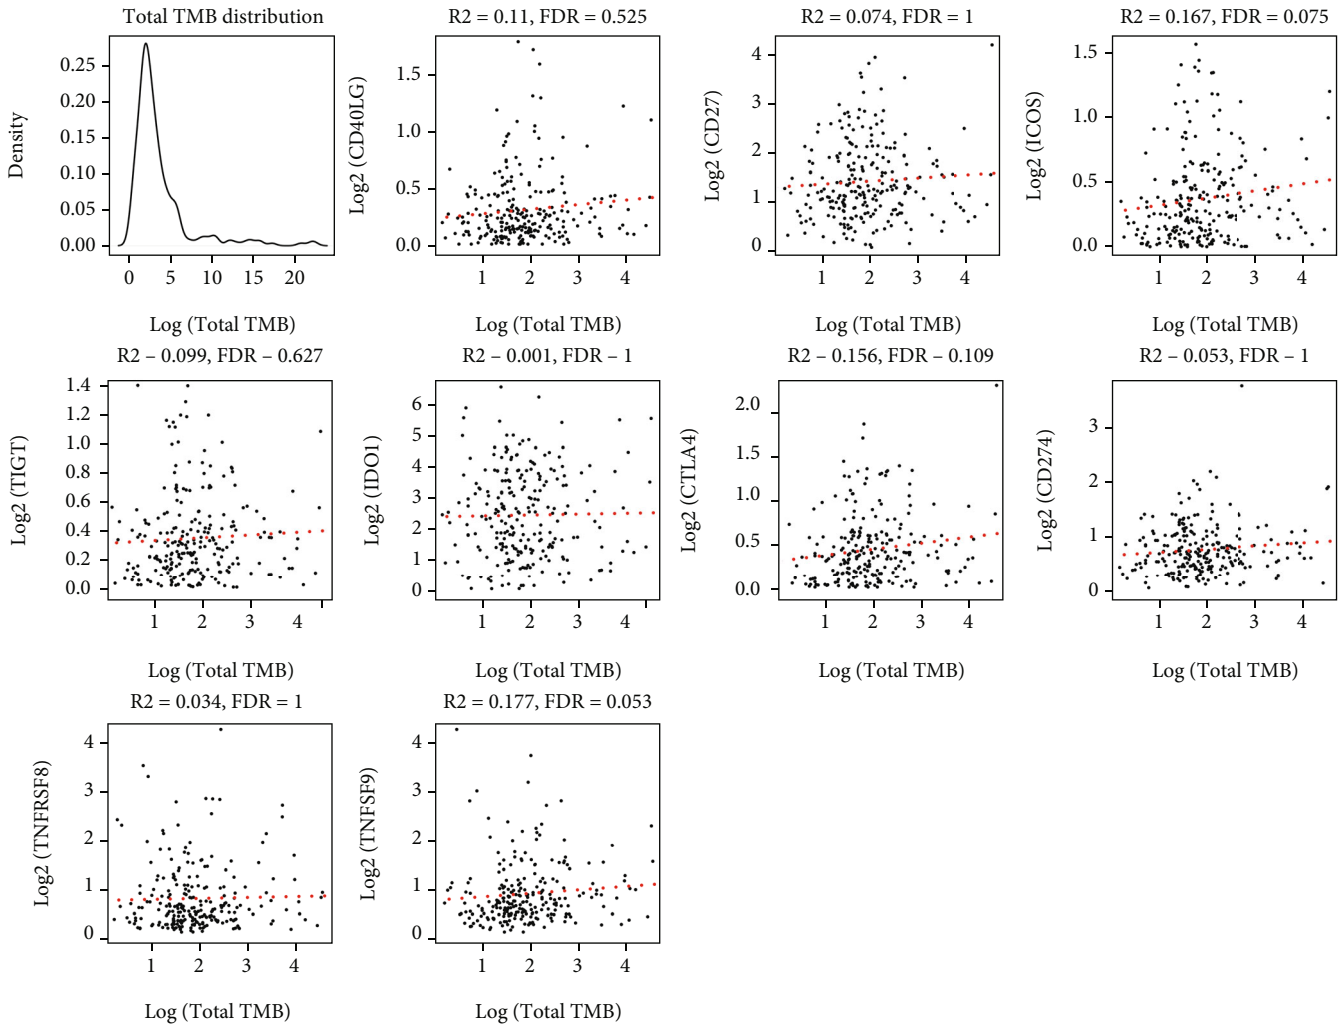 Total TMB distribution
Density
0.25
0.20
0.15
0.10
0.05
0.00
0 5 10 15 20
Log (Total TMB)
R2 = 0.11, FDR = 0.525
Log2 (CD40LG)
1.5
1.0
0.5
0.0
1 2 3 4
Log (Total TMB)
R2 = 0.074, FDR = 1
Log2 (CD27)
4
3
2
1
0
1 2 3 4
Log (Total TMB)
R2 = 0.167, FDR = 0.075
Log2 (ICOS)
1.5
1.0
0.5
0.0
1 2 3 4
Log (Total TMB)
R2 – 0.099, FDR – 0.627
Log2 (TIGT)
1.4
1.2
1.0
0.8
0.6
0.4
0.2
0.0
1 2 3 4
Log (Total TMB)
R2 – 0.001, FDR – 1
Log2 (IDO1)
6
5
4
3
2
1
0
1 2 3 4
Log (Total TMB)
R2 – 0.156, FDR – 0.109
Log2 (CTLA4)
2.0
1.5
1.0
0.5
0.0
1 2 3 4
Log (Total TMB)
R2 – 0.053, FDR – 1
Log2 (CD274)
3
2
1
0
1 2 3 4
Log (Total TMB)
R2 = 0.034, FDR = 1
Log2 (TNFRSF8)
4
3
2
1
0
1 2 3 4
Log (Total TMB)
R2 = 0.177, FDR = 0.053
Log2 (TNFSF9)
4
3
2
1
0
1 2 3 4
Log (Total TMB)